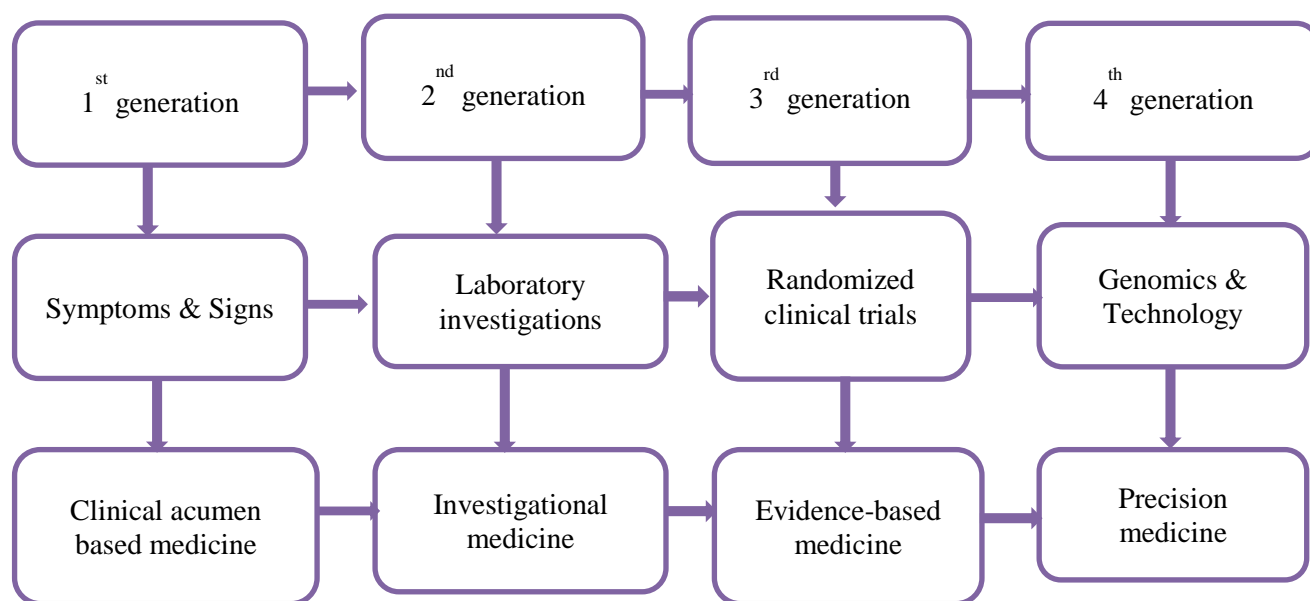 1st generation
2nd generation
3rd generation
4th generation
Symptoms & Signs
Laboratory
investigations
Randomized
clinical trials
Genomics &
Technology
Clinical acumen
based medicine
Investigational
medicine
Evidence-based
medicine
Precision
medicine